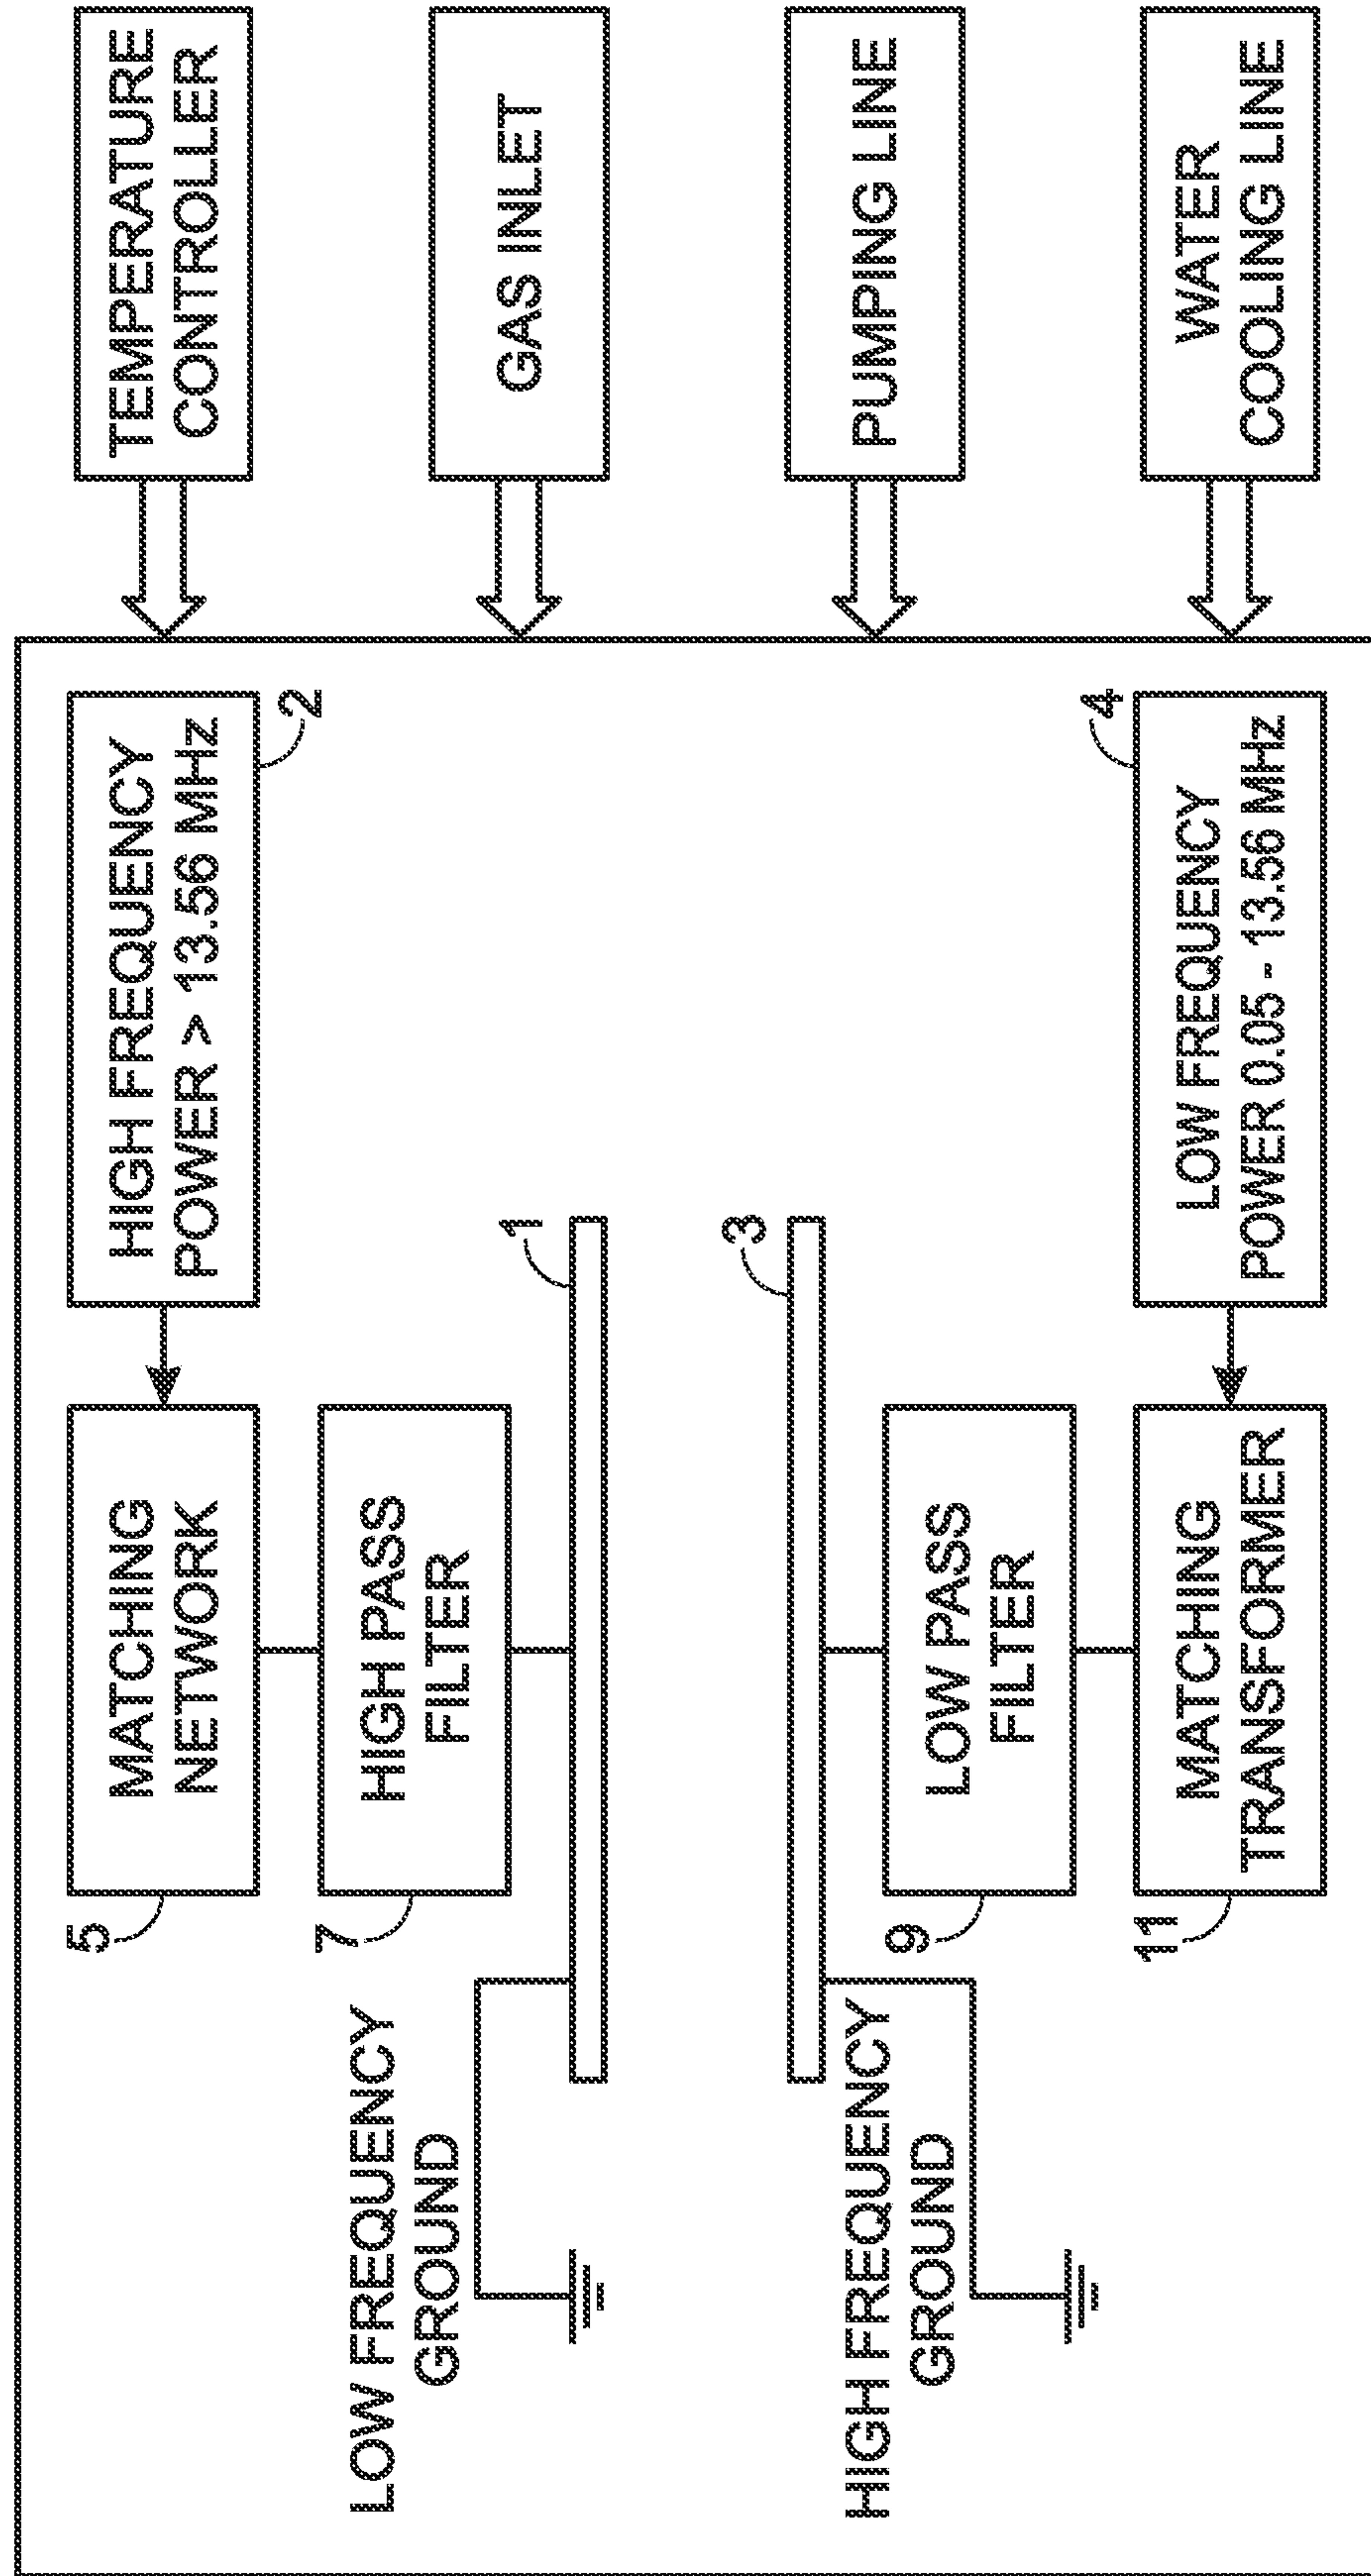 HIGH FREQUENCY
POWER > 13.56 MHz
2
TEMPERATURE
CONTROLLER
5
MATCHING
NETWORK
7
HIGH PASS
FILTER
LOW FREQUENCY
GROUND
1
GAS INLET
3
HIGH FREQUENCY
GROUND
PUMPING LINE
9
LOW PASS
FILTER
11
MATCHING
TRANSFORMER
4
LOW FREQUENCY
POWER 0.05 - 13.56 MHz
WATER
COOLING LINE